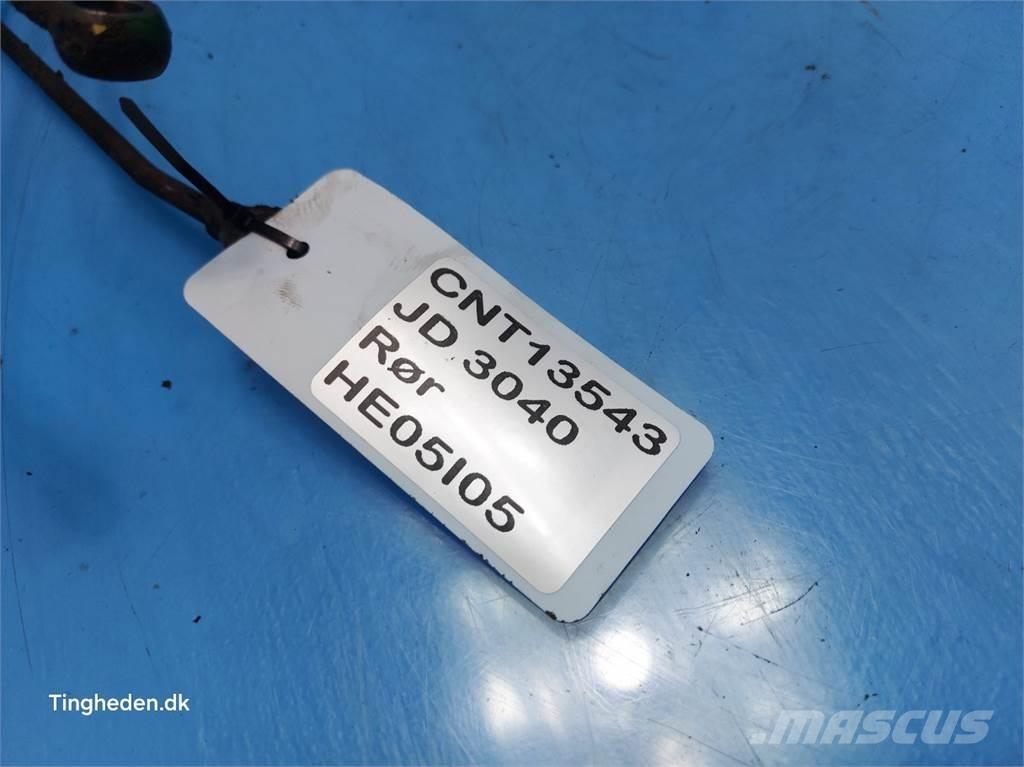 CNT13543
JD 3040
Rør
HE05I05
Tingheden.dk
MASCUS